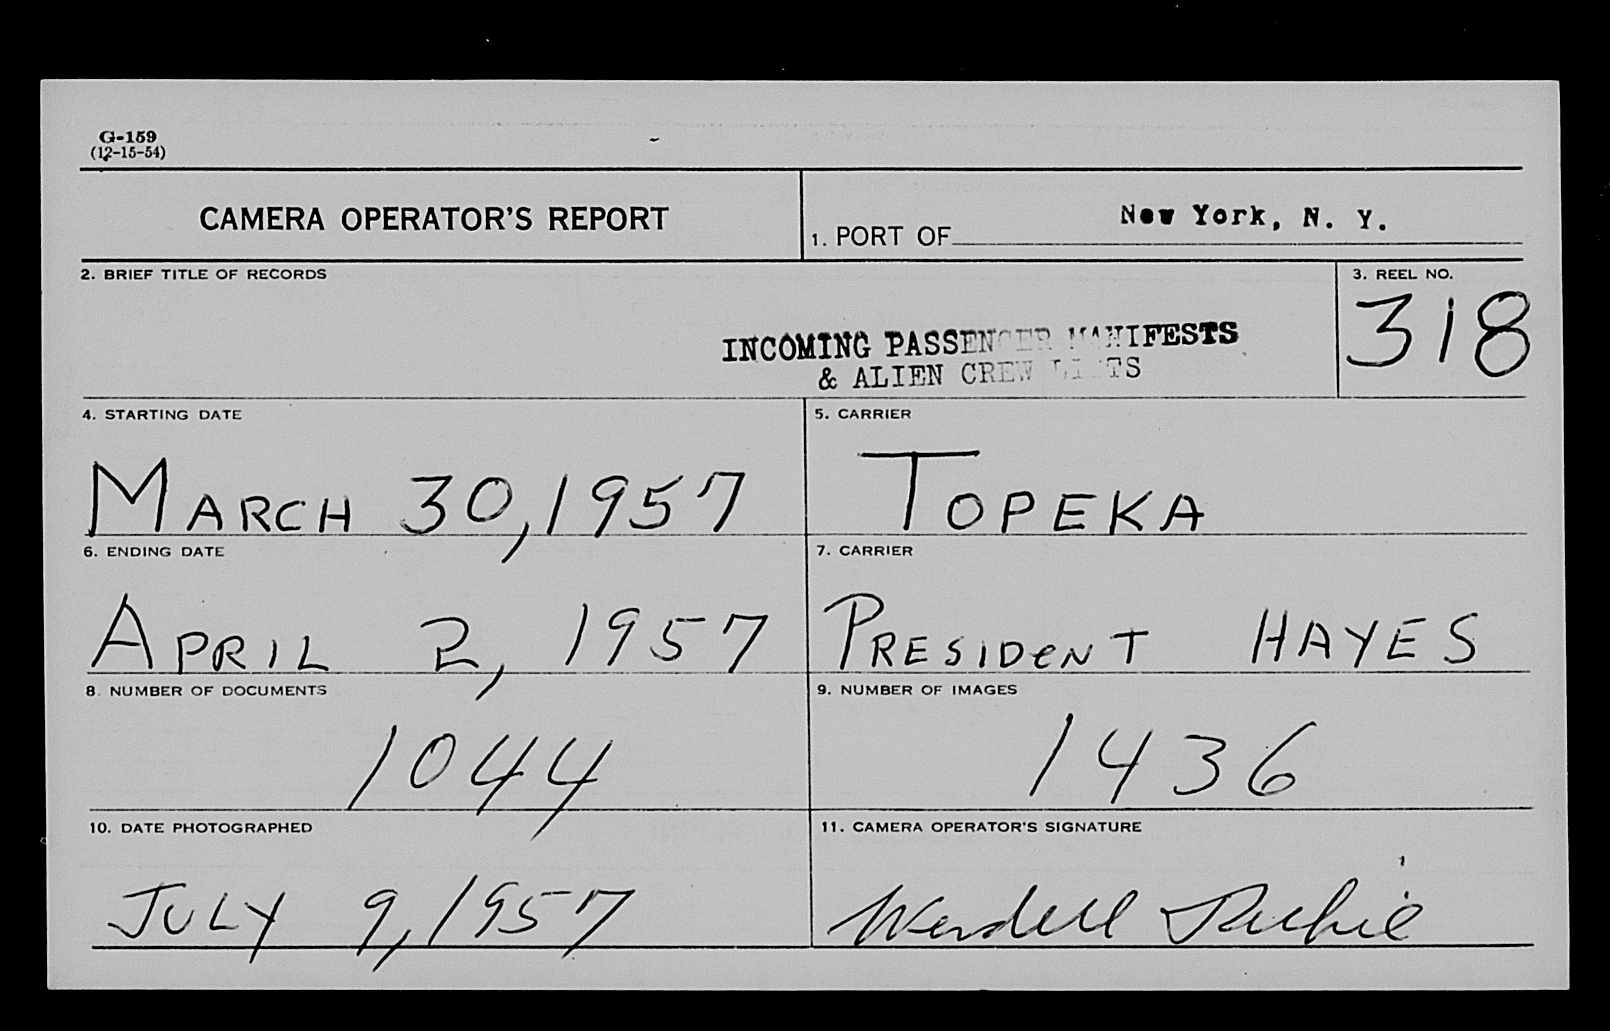 G-159
(12-15-54)
CAMERA OPERATOR'S REPORT
1. PORT OF New York, N. Y.
2. BRIEF TITLE OF RECORDS
INCOMING PASSENGER MANIFESTS
& ALIEN CREW LISTS
3. REEL NO.
318
4. STARTING DATE
MARCH 30, 1957
5. CARRIER
TOPEKA
6. ENDING DATE
APRIL 2, 1957
7. CARRIER
PRESIDENT HAYES
8. NUMBER OF DOCUMENTS
1044
9. NUMBER OF IMAGES
1436
10. DATE PHOTOGRAPHED
JULY 9, 1957
11. CAMERA OPERATOR'S SIGNATURE
Wendell